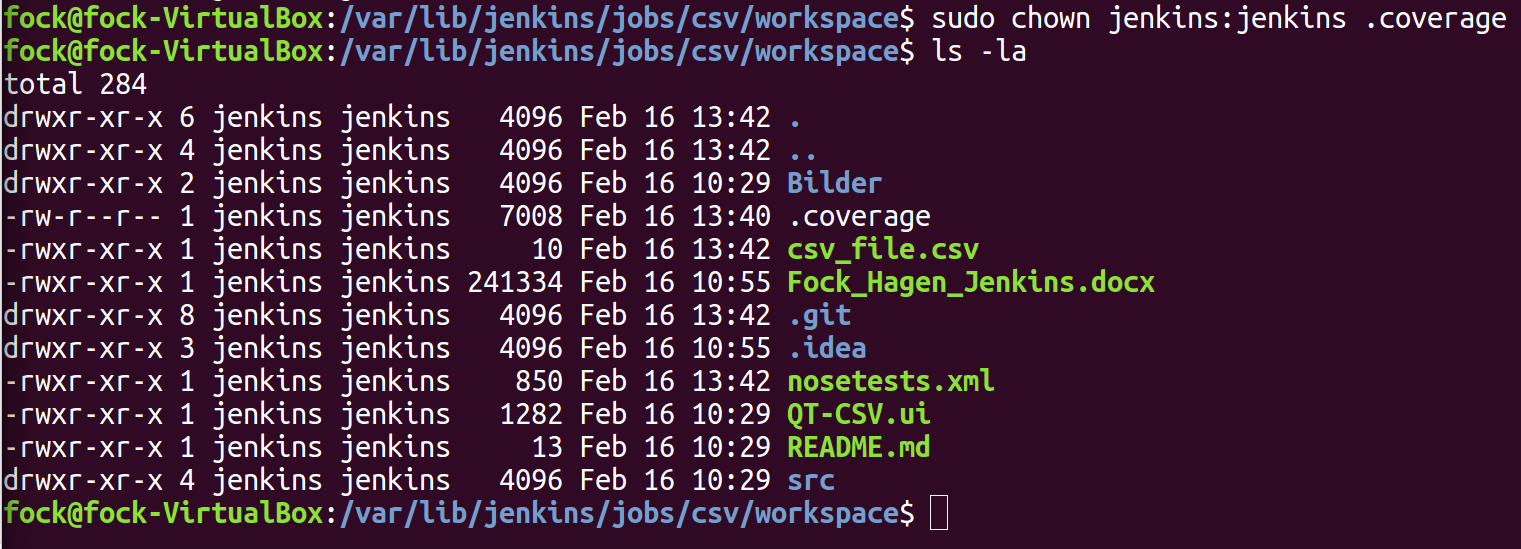 fock@fock-VirtualBox:/var/lib/jenkins/jobs/csv/workspace$ sudo chown jenkins:jenkins .coverage
fock@fock-VirtualBox:/var/lib/jenkins/jobs/csv/workspace$ ls -la
total 284
drwxr-xr-x 6 jenkins jenkins   4096 Feb 16 13:42 .
drwxr-xr-x 4 jenkins jenkins   4096 Feb 16 13:42 ..
drwxr-xr-x 2 jenkins jenkins   4096 Feb 16 10:29 Bilder
-rw-r--r-- 1 jenkins jenkins   7008 Feb 16 13:40 .coverage
-rwxr-xr-x 1 jenkins jenkins     10 Feb 16 13:42 csv_file.csv
-rwxr-xr-x 1 jenkins jenkins 241334 Feb 16 10:55 Fock_Hagen_Jenkins.docx
drwxr-xr-x 8 jenkins jenkins   4096 Feb 16 13:42 .git
drwxr-xr-x 3 jenkins jenkins   4096 Feb 16 10:55 .idea
-rwxr-xr-x 1 jenkins jenkins    850 Feb 16 13:42 nosetests.xml
-rwxr-xr-x 1 jenkins jenkins   1282 Feb 16 10:29 QT-CSV.ui
-rwxr-xr-x 1 jenkins jenkins     13 Feb 16 10:29 README.md
drwxr-xr-x 4 jenkins jenkins   4096 Feb 16 10:29 src
fock@fock-VirtualBox:/var/lib/jenkins/jobs/csv/workspace$